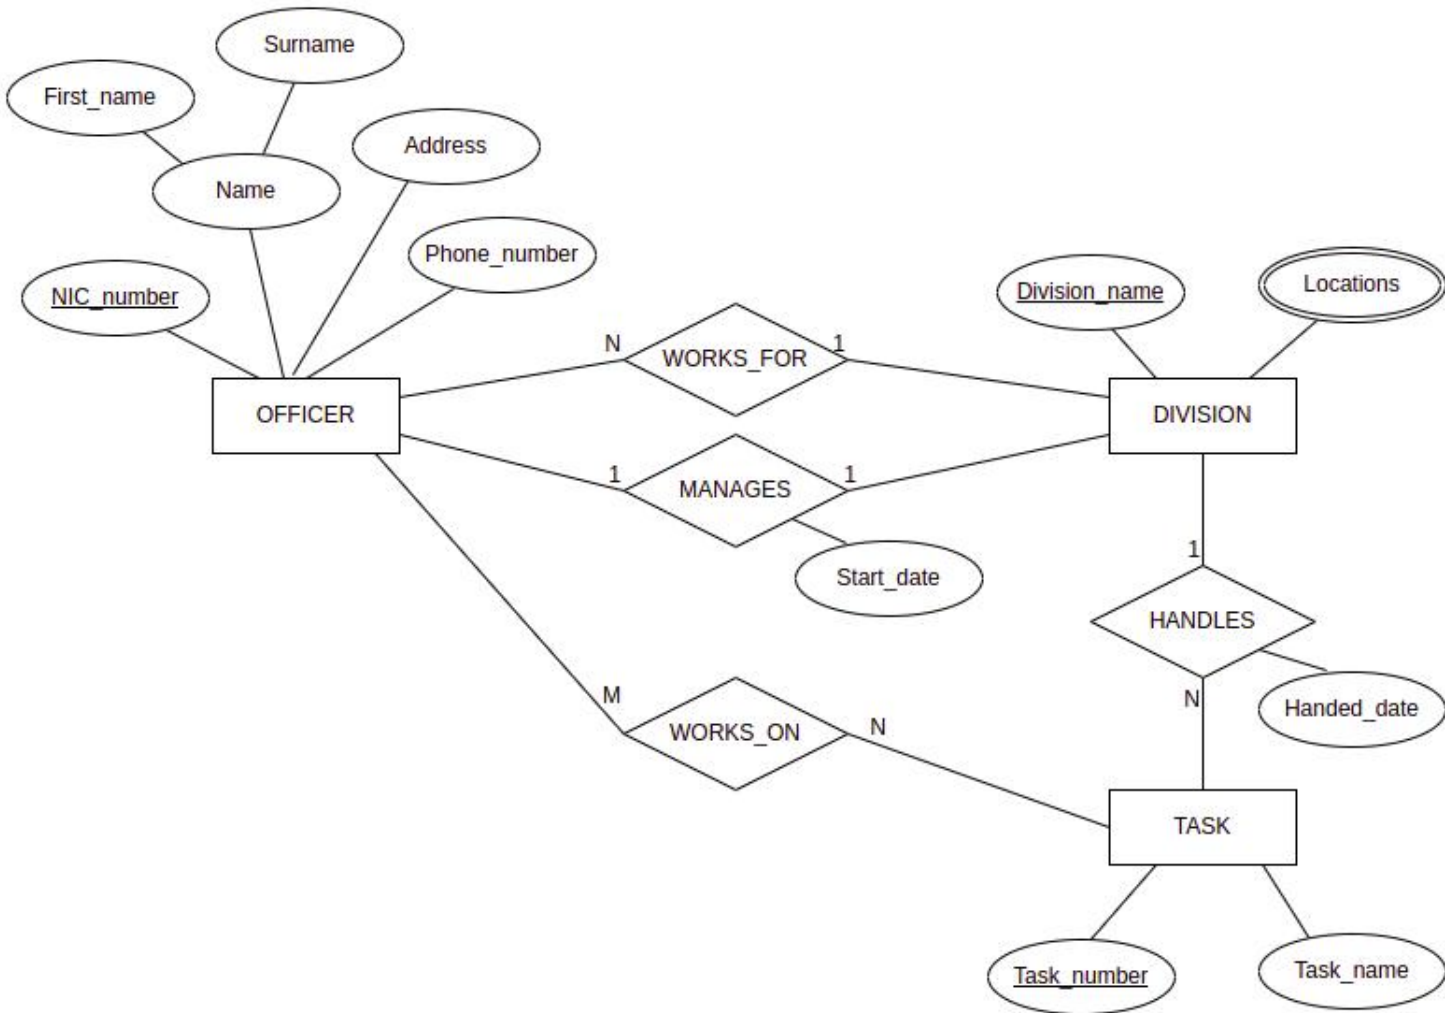 Surname
First_name
Address
Name
Phone_number
NIC_number
Division_name
Locations
N
WORKS_FOR
1
OFFICER
DIVISION
1
MANAGES
1
Start_date
1
HANDLES
N
Handed_date
M
WORKS_ON
N
TASK
Task_number
Task_name